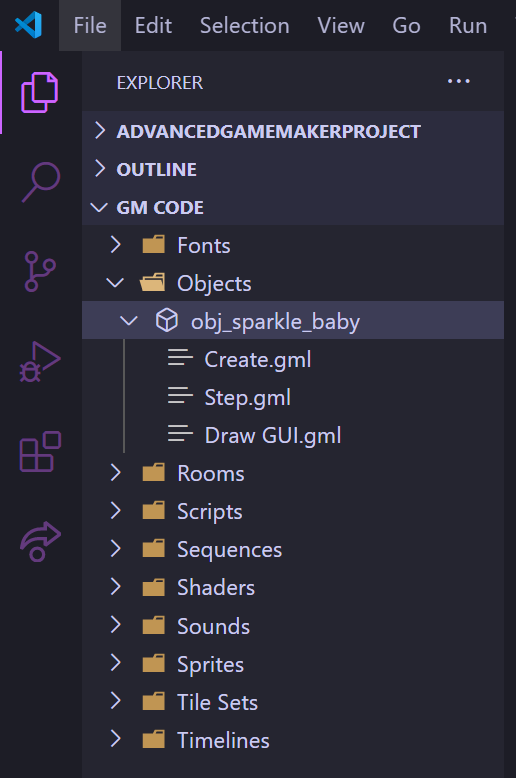 File Edit Selection View Go Run
EXPLORER
ADVANCEDGAMEMAKERPROJECT
OUTLINE
GM CODE
Fonts
Objects
obj_sparkle_baby
Create.gml
Step.gml
Draw GUI.gml
Rooms
Scripts
Sequences
Shaders
Sounds
Sprites
Tile Sets
Timelines